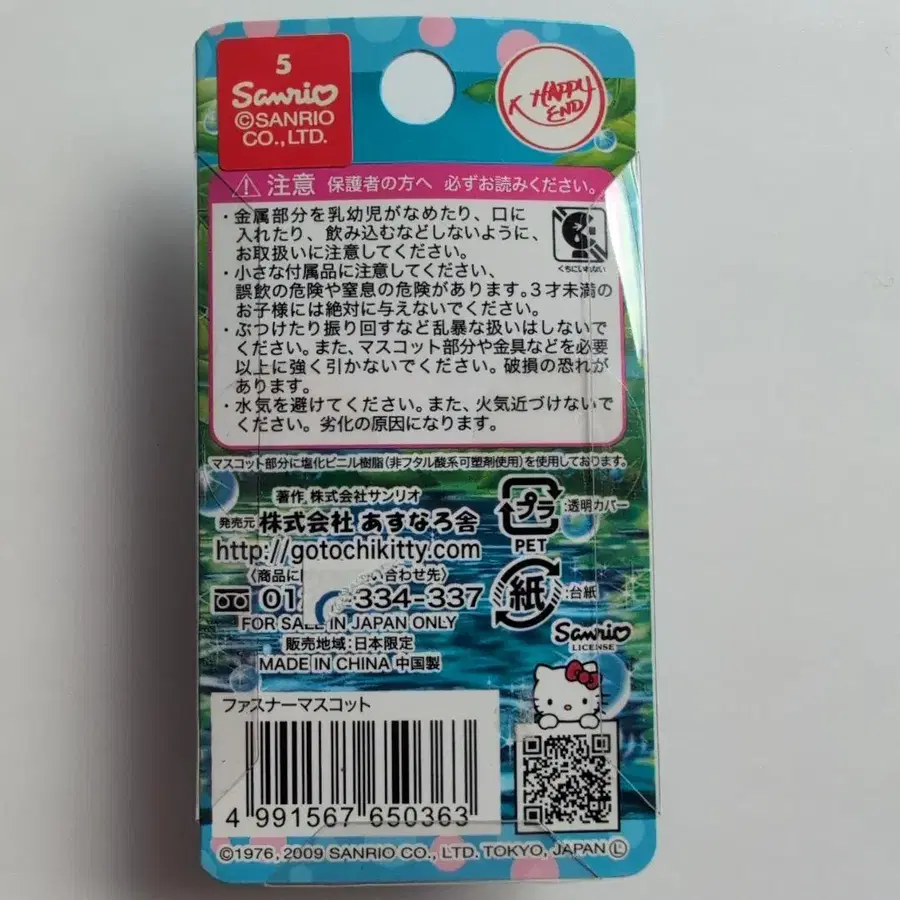 5
Sanrio
©SANRIO
CO., LTD.
HAPPY
END
注意 保護者の方へ 必ずお読みください。
・金属部分を乳幼児がなめたり、口に
入れたり、飲み込むなどしないように、
お取扱いに注意してください。
くちにいれない
・小さな付属品に注意してください、
誤飲の危険や窒息の危険があります。3才未満の
お子様には絶対に与えないでください。
・ぶつけたり振り回すなど乱暴な扱いはしないで
ください。また、マスコット部分や金具などを必要
以上に強く引かないでください。破損の恐れが
あります。
・水気を避けてください。また、火気近づけないで
ください。劣化の原因になります。
マスコット部分に塩化ビニル樹脂(非フタル酸系可塑剤使用)を使用しております。
著作 株式会社サンリオ
発売元 株式会社 あすなろ舎
http://gotochikitty.com
〈商品に い合わせ先〉
01 334-337
FOR SALE IN JAPAN ONLY
販売地域:日本限定
MADE IN CHINA 中国製
プラ :透明カバー
PET
紙 :台紙
Sanrio
LICENSE
ファスナーマスコット
4 991567 650363
©1976, 2009 SANRIO CO., LTD. TOKYO, JAPAN Ⓛ